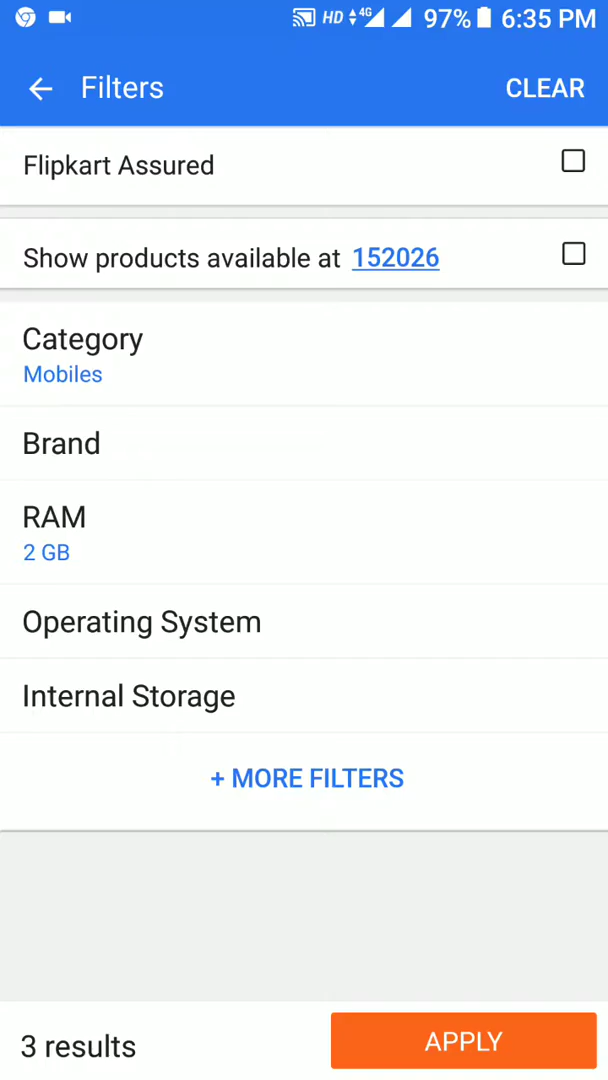 HD 4G 97% 6:35 PM
Filters CLEAR
Flipkart Assured
Show products available at 152026
Category
Mobiles
Brand
RAM
2 GB
Operating System
Internal Storage
+ MORE FILTERS
3 results APPLY